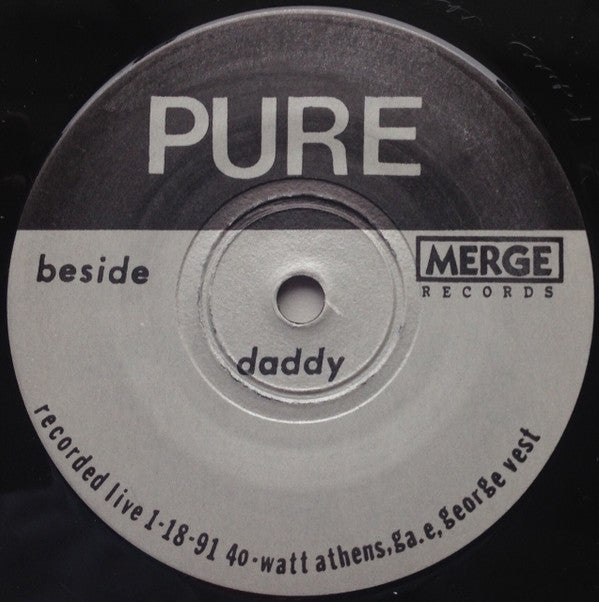 PURE
beside
MERGE
RECORDS
daddy
recorded live 1-18-91 40-watt athens,ga.e, george vest